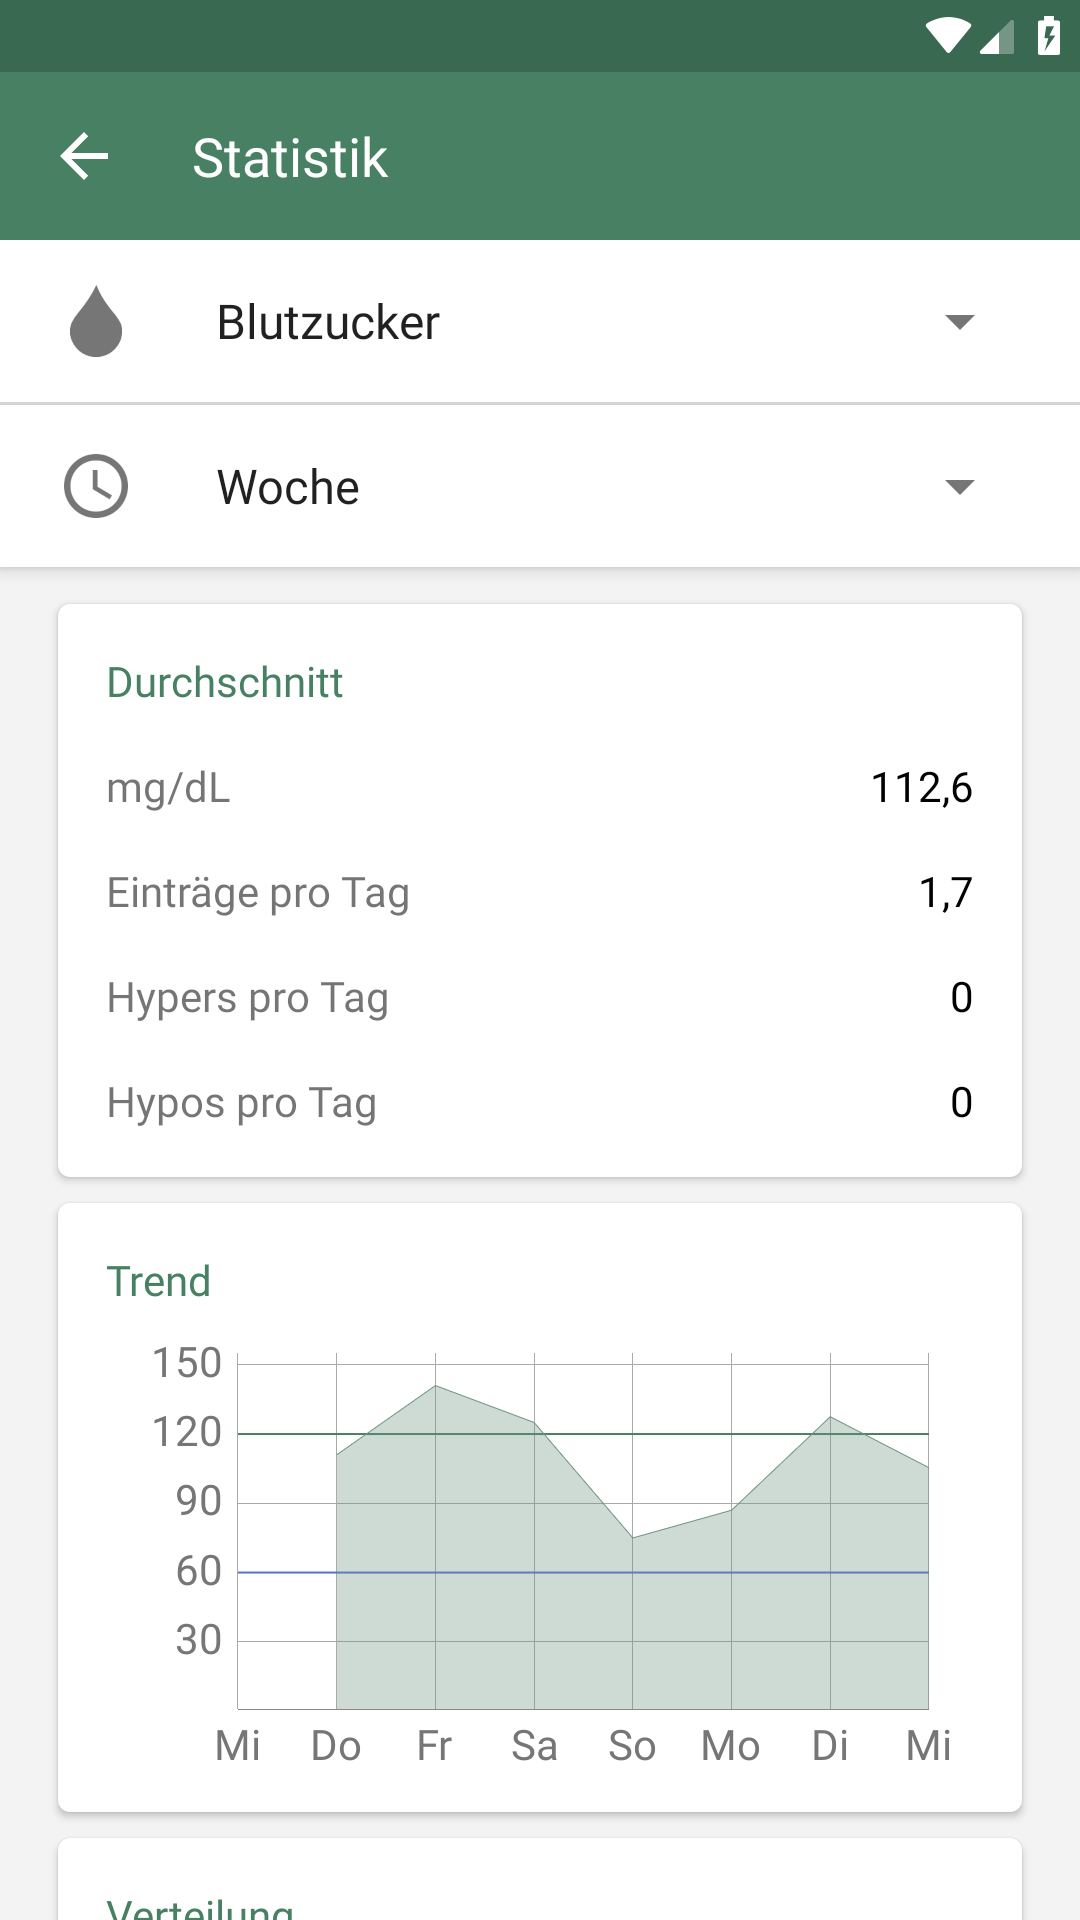 Statistik
Blutzucker
Woche
Durchschnitt
mg/dL 112,6
Einträge pro Tag 1,7
Hypers pro Tag 0
Hypos pro Tag 0
Trend
150
120
90
60
30
Mi Do Fr Sa So Mo Di Mi
Verteilung